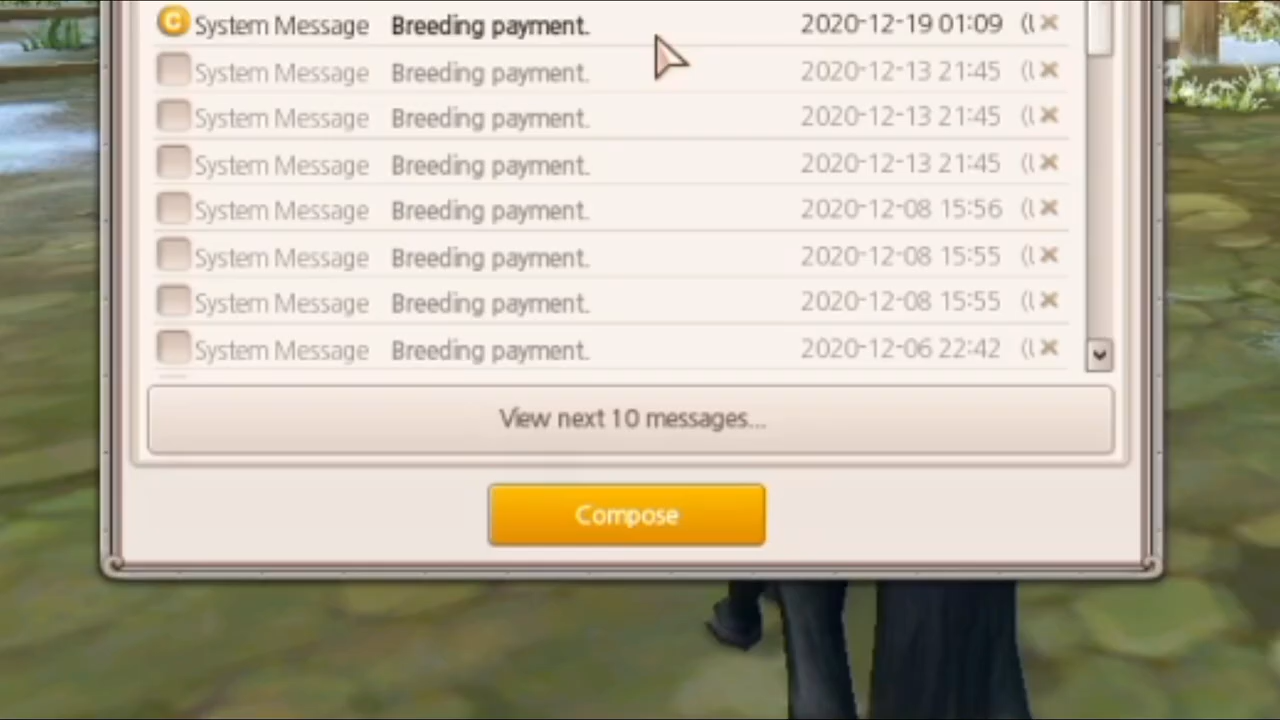 C System Message Breeding payment. 2020-12-19 01:09 (l
System Message Breeding payment. 2020-12-13 21:45 (l
System Message Breeding payment. 2020-12-13 21:45 (l
System Message Breeding payment. 2020-12-13 21:45 (l
System Message Breeding payment. 2020-12-08 15:56 (l
System Message Breeding payment. 2020-12-08 15:55 (l
System Message Breeding payment. 2020-12-08 15:55 (l
System Message Breeding payment. 2020-12-06 22:42 (l
View next 10 messages...
Compose